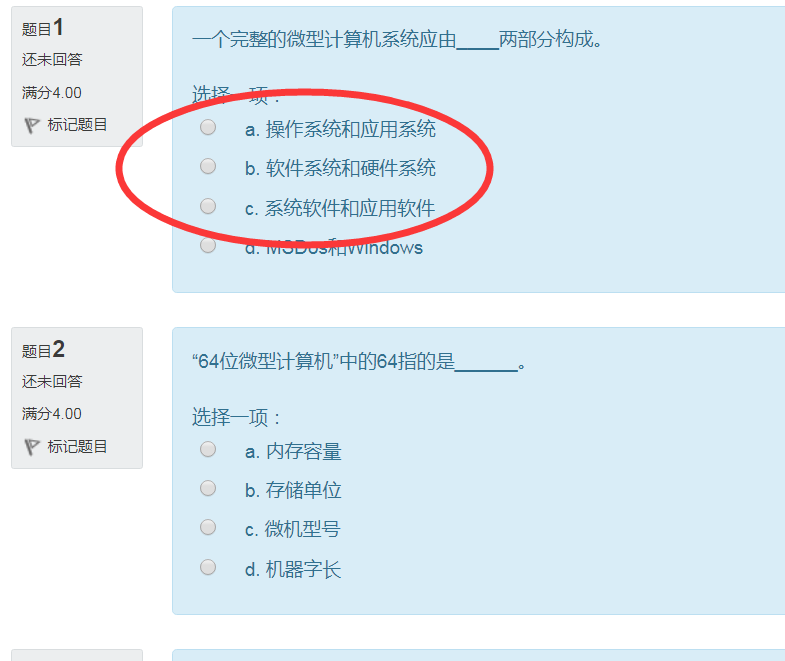 题目1
还未回答
满分4.00
标记题目
一个完整的微型计算机系统应由____两部分构成。
选择一项：
a. 操作系统和应用系统
b. 软件系统和硬件系统
c. 系统软件和应用软件
d. MSDos和Windows
题目2
还未回答
满分4.00
标记题目
“64位微型计算机”中的64指的是______。
选择一项：
a. 内存容量
b. 存储单位
c. 微机型号
d. 机器字长